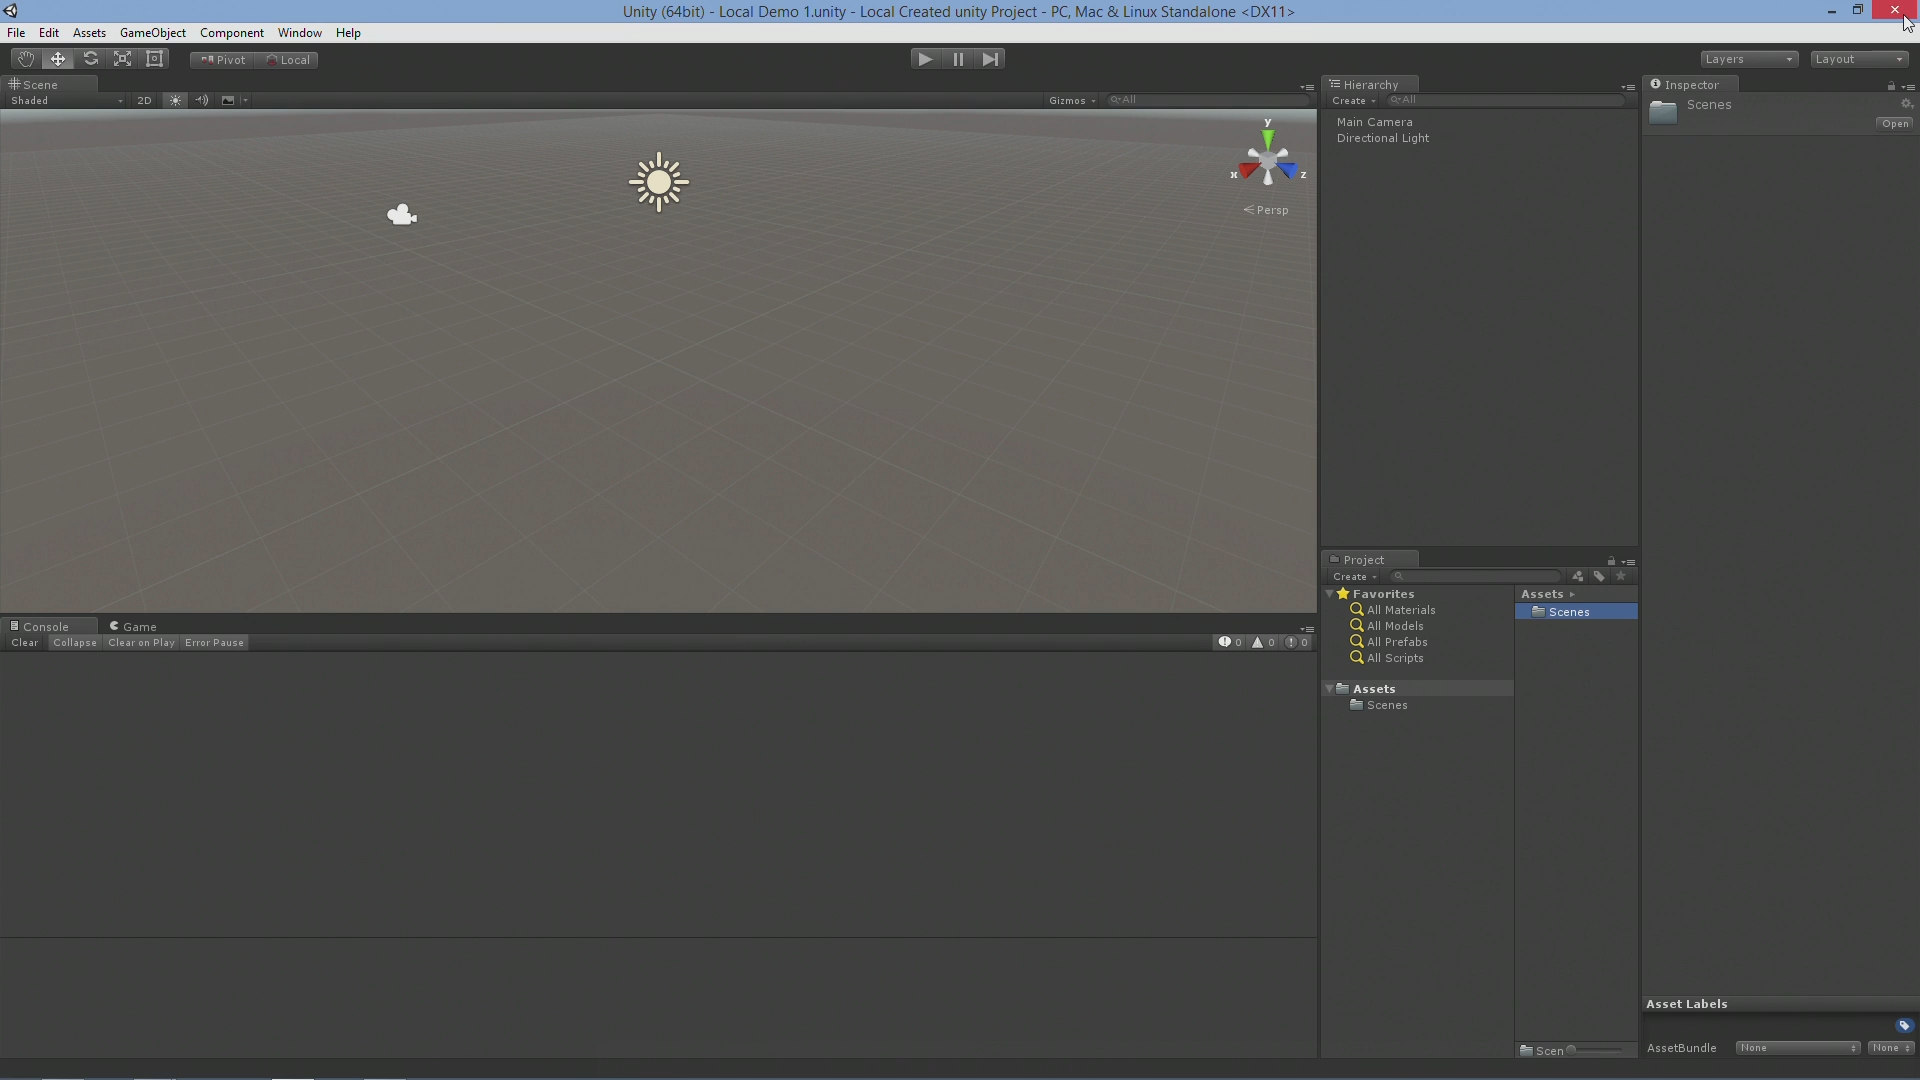 Unity (64bit) - Local Demo 1.unity - Local Created unity Project - PC, Mac & Linux Standalone <DX11>
File Edit Assets GameObject Component Window Help
Pivot Local Layers Layout
Scene
Shaded 2D Gizmos All
y
x z
Persp
Hierarchy
Create All
Main Camera
Directional Light
Inspector
Scenes
Open
Project
Create
Favorites
All Materials
All Models
All Prefabs
All Scripts
Assets
Scenes
Assets
Scenes
Scen
Console Game
Clear Collapse Clear on Play Error Pause 0 0 0
Asset Labels
AssetBundle None None